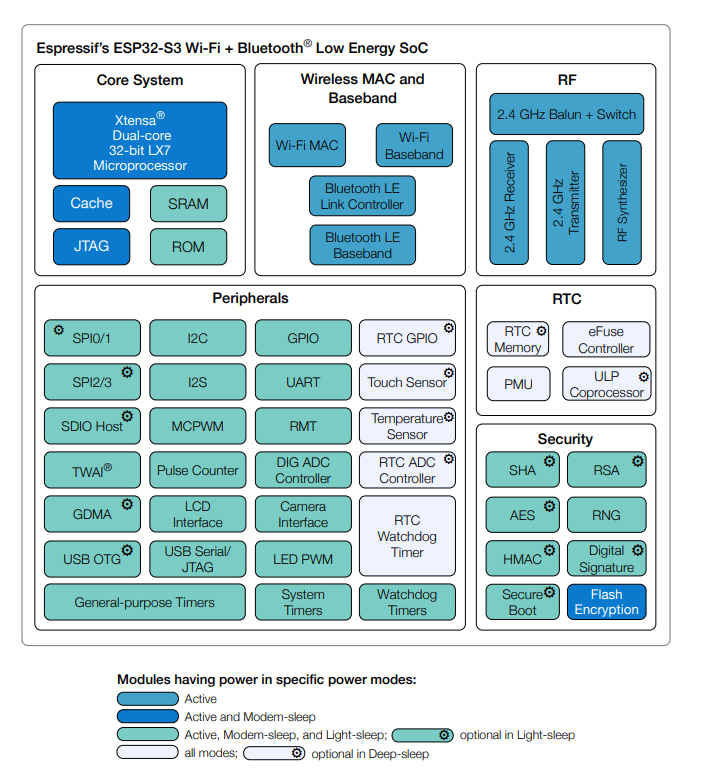 Espressif's ESP32-S3 Wi-Fi + Bluetooth® Low Energy SoC
Core System
Xtensa®
Dual-core
32-bit LX7
Microprocessor
Cache
SRAM
JTAG
ROM
Wireless MAC and
Baseband
Wi-Fi MAC
Wi-Fi
Baseband
Bluetooth LE
Link Controller
Bluetooth LE
Baseband
RF
2.4 GHz Balun + Switch
2.4 GHz Receiver
2.4 GHz
Transmitter
RF Synthesizer
Peripherals
SPI0/1
I2C
GPIO
RTC GPIO
SPI2/3
I2S
UART
Touch Sensor
SDIO Host
MCPWM
RMT
Temperature
Sensor
TWAI®
Pulse Counter
DIG ADC
Controller
RTC ADC
Controller
GDMA
LCD
Interface
Camera
Interface
RTC
Watchdog
Timer
USB OTG
USB Serial/
JTAG
LED PWM
General-purpose Timers
System
Timers
Watchdog
Timers
RTC
RTC
Memory
eFuse
Controller
PMU
ULP
Coprocessor
Security
SHA
RSA
AES
RNG
HMAC
Digital
Signature
Secure
Boot
Flash
Encryption
Modules having power in specific power modes:
Active
Active and Modem-sleep
Active, Modem-sleep, and Light-sleep; optional in Light-sleep
all modes; optional in Deep-sleep